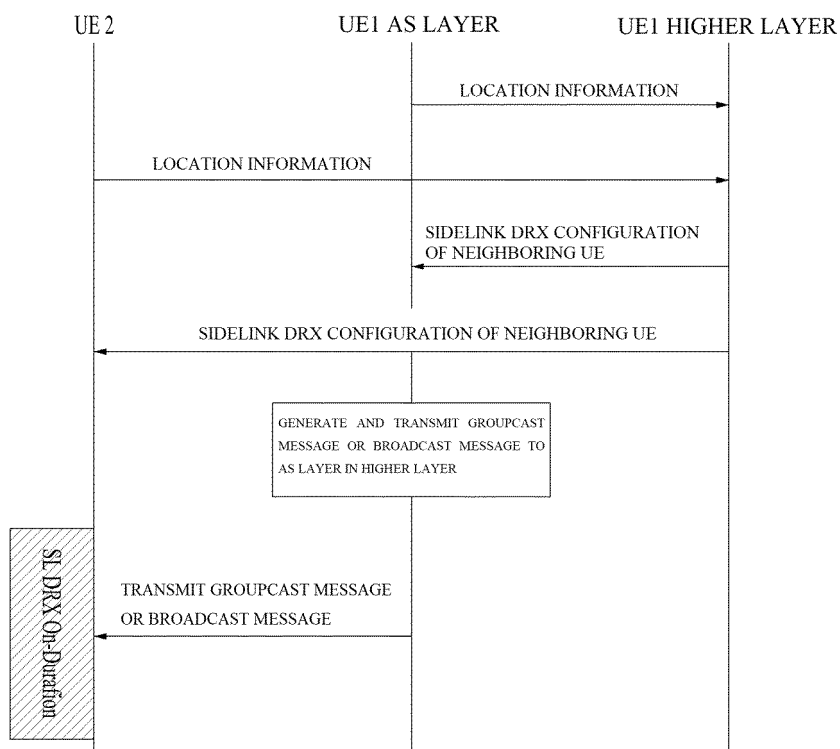 UE 2
UE1 AS LAYER
UE1 HIGHER LAYER
LOCATION INFORMATION
LOCATION INFORMATION
SIDELINK DRX CONFIGURATION
OF NEIGHBORING UE
SIDELINK DRX CONFIGURATION OF NEIGHBORING UE
GENERATE AND TRANSMIT GROUPCAST
MESSAGE OR BROADCAST MESSAGE TO
AS LAYER IN HIGHER LAYER
SL DRX On-Duration
TRANSMIT GROUPCAST MESSAGE
OR BROADCAST MESSAGE